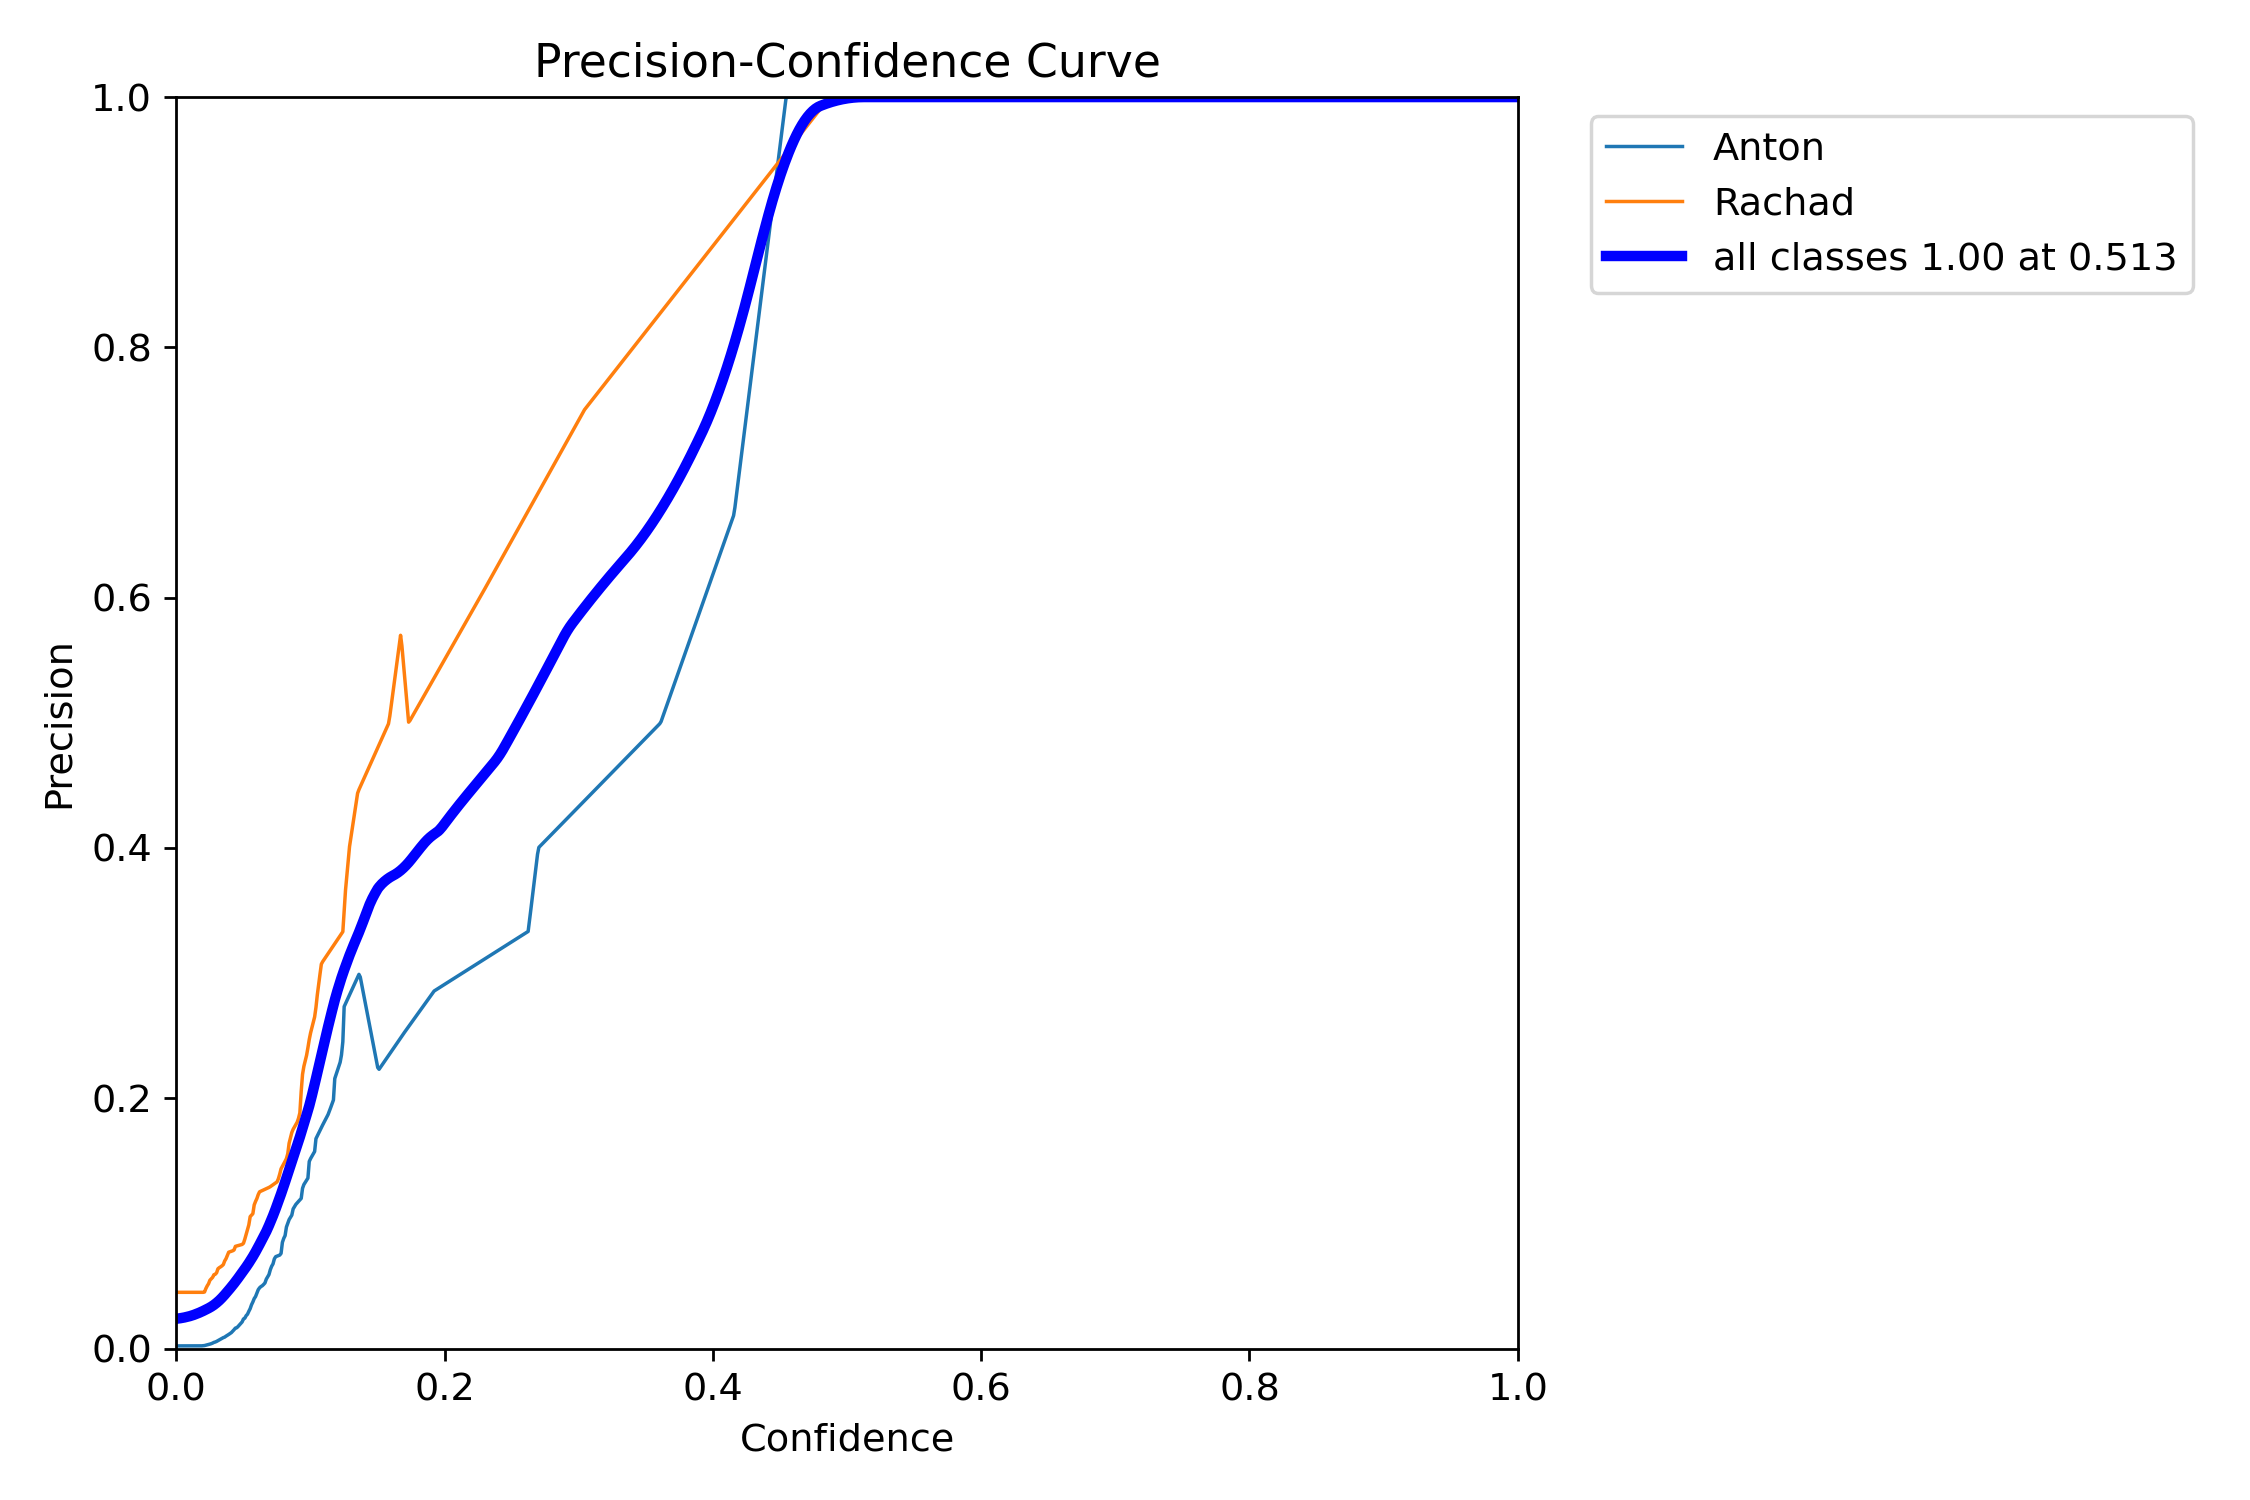 Precision-Confidence Curve
1.0
0.8
0.6
0.4
0.2
0.0
Precision
0.0 0.2 0.4 0.6 0.8 1.0
Confidence
Anton
Rachad
all classes 1.00 at 0.513